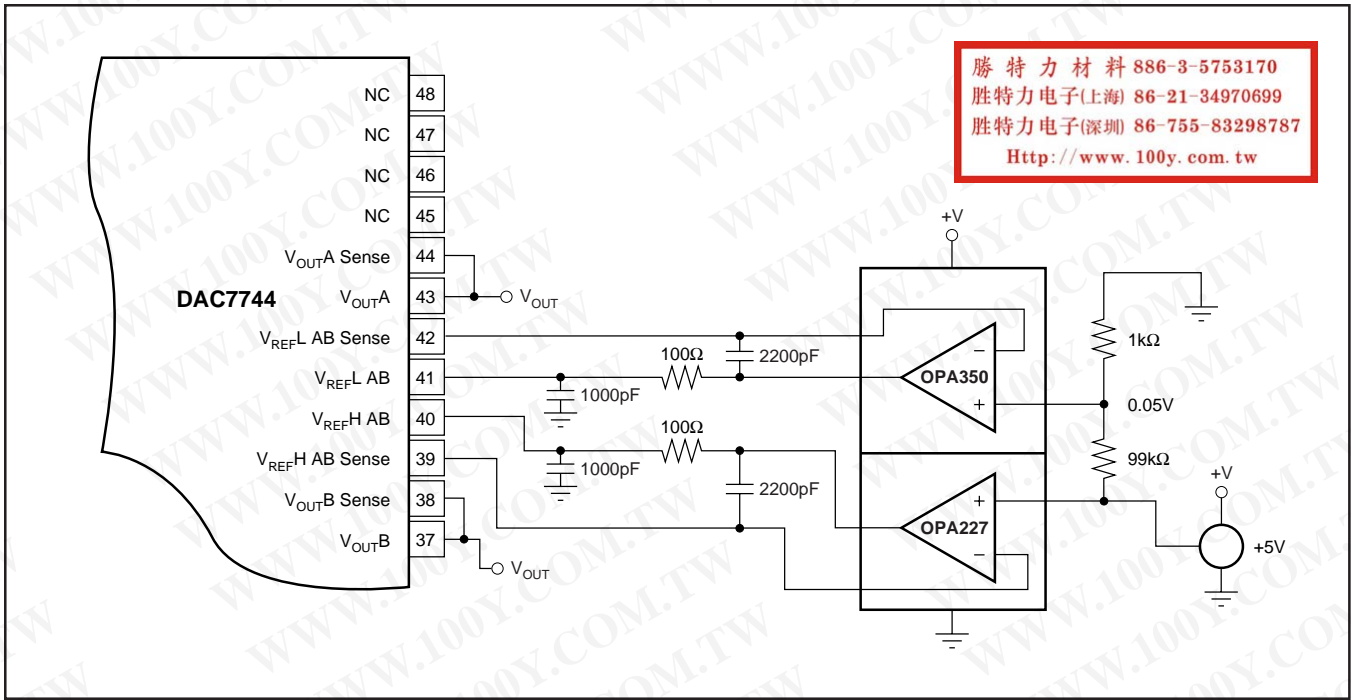 勝特力材料 886-3-5753170
胜特力电子(上海) 86-21-34970699
胜特力电子(深圳) 86-755-83298787
Http://www.100y.com.tw
NC 48
NC 47
NC 46
NC 45
VOUTA Sense 44
DAC7744
VOUTA 43
VOUT
VREFL AB Sense 42
VREFL AB 41
VREFH AB 40
VREFH AB Sense 39
VOUTB Sense 38
VOUTB 37
VOUT
100Ω
2200pF
1000pF
100Ω
1000pF
2200pF
+V
OPA350
−
+
OPA227
+
−
1kΩ
0.05V
99kΩ
+V
+5V
WWW.100Y.COM.TW